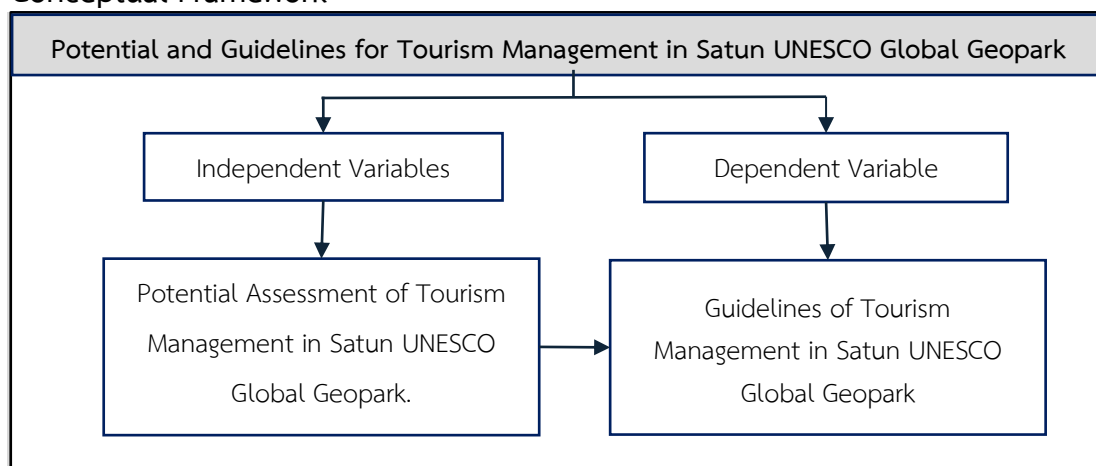 Conceptual Framework
Potential and Guidelines for Tourism Management in Satun UNESCO Global Geopark
Independent Variables
Dependent Variable
Potential Assessment of Tourism
Management in Satun UNESCO
Global Geopark.
Guidelines of Tourism
Management in Satun UNESCO
Global Geopark